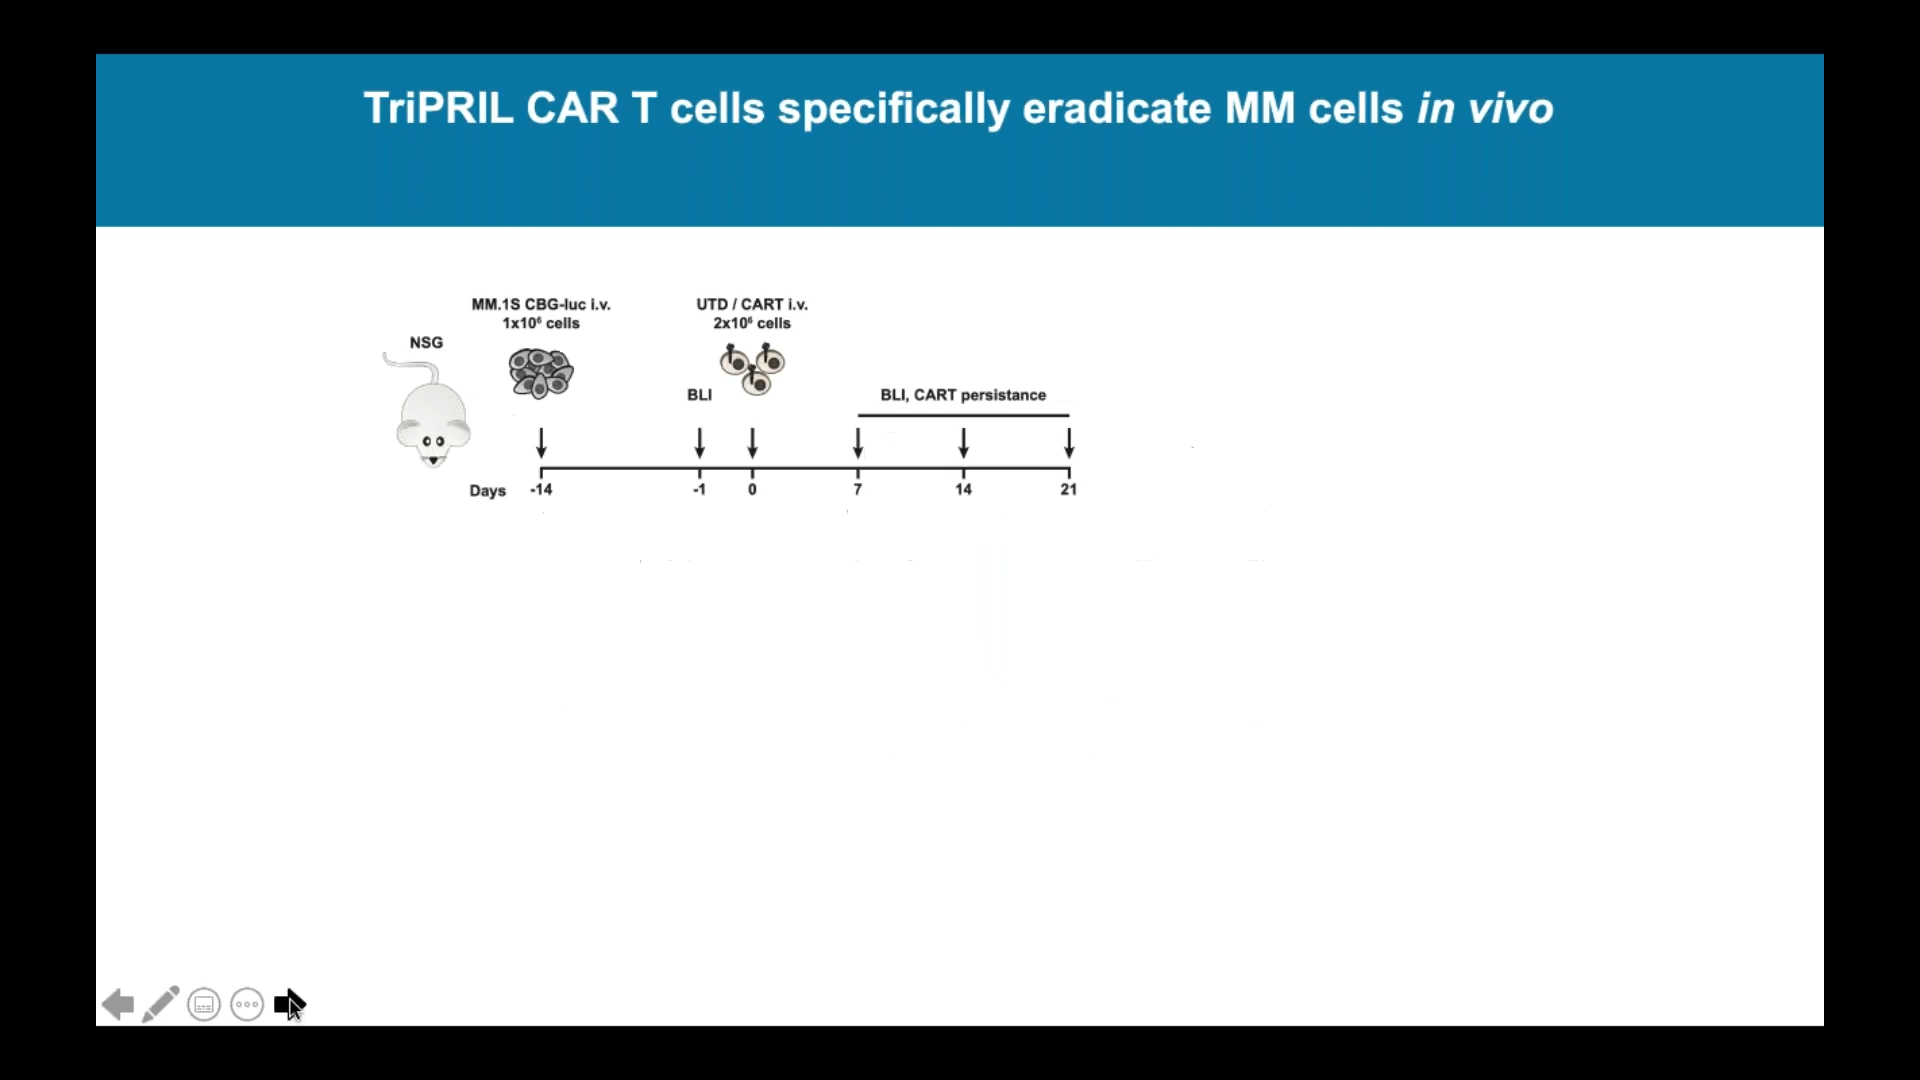 TriPRIL CAR T cells specifically eradicate MM cells in vivo
MM.1S CBG-luc i.v.
1x10⁶ cells
UTD / CART i.v.
2x10⁶ cells
NSG
BLI
BLI, CART persistance
Days -14 -1 0 7 14 21